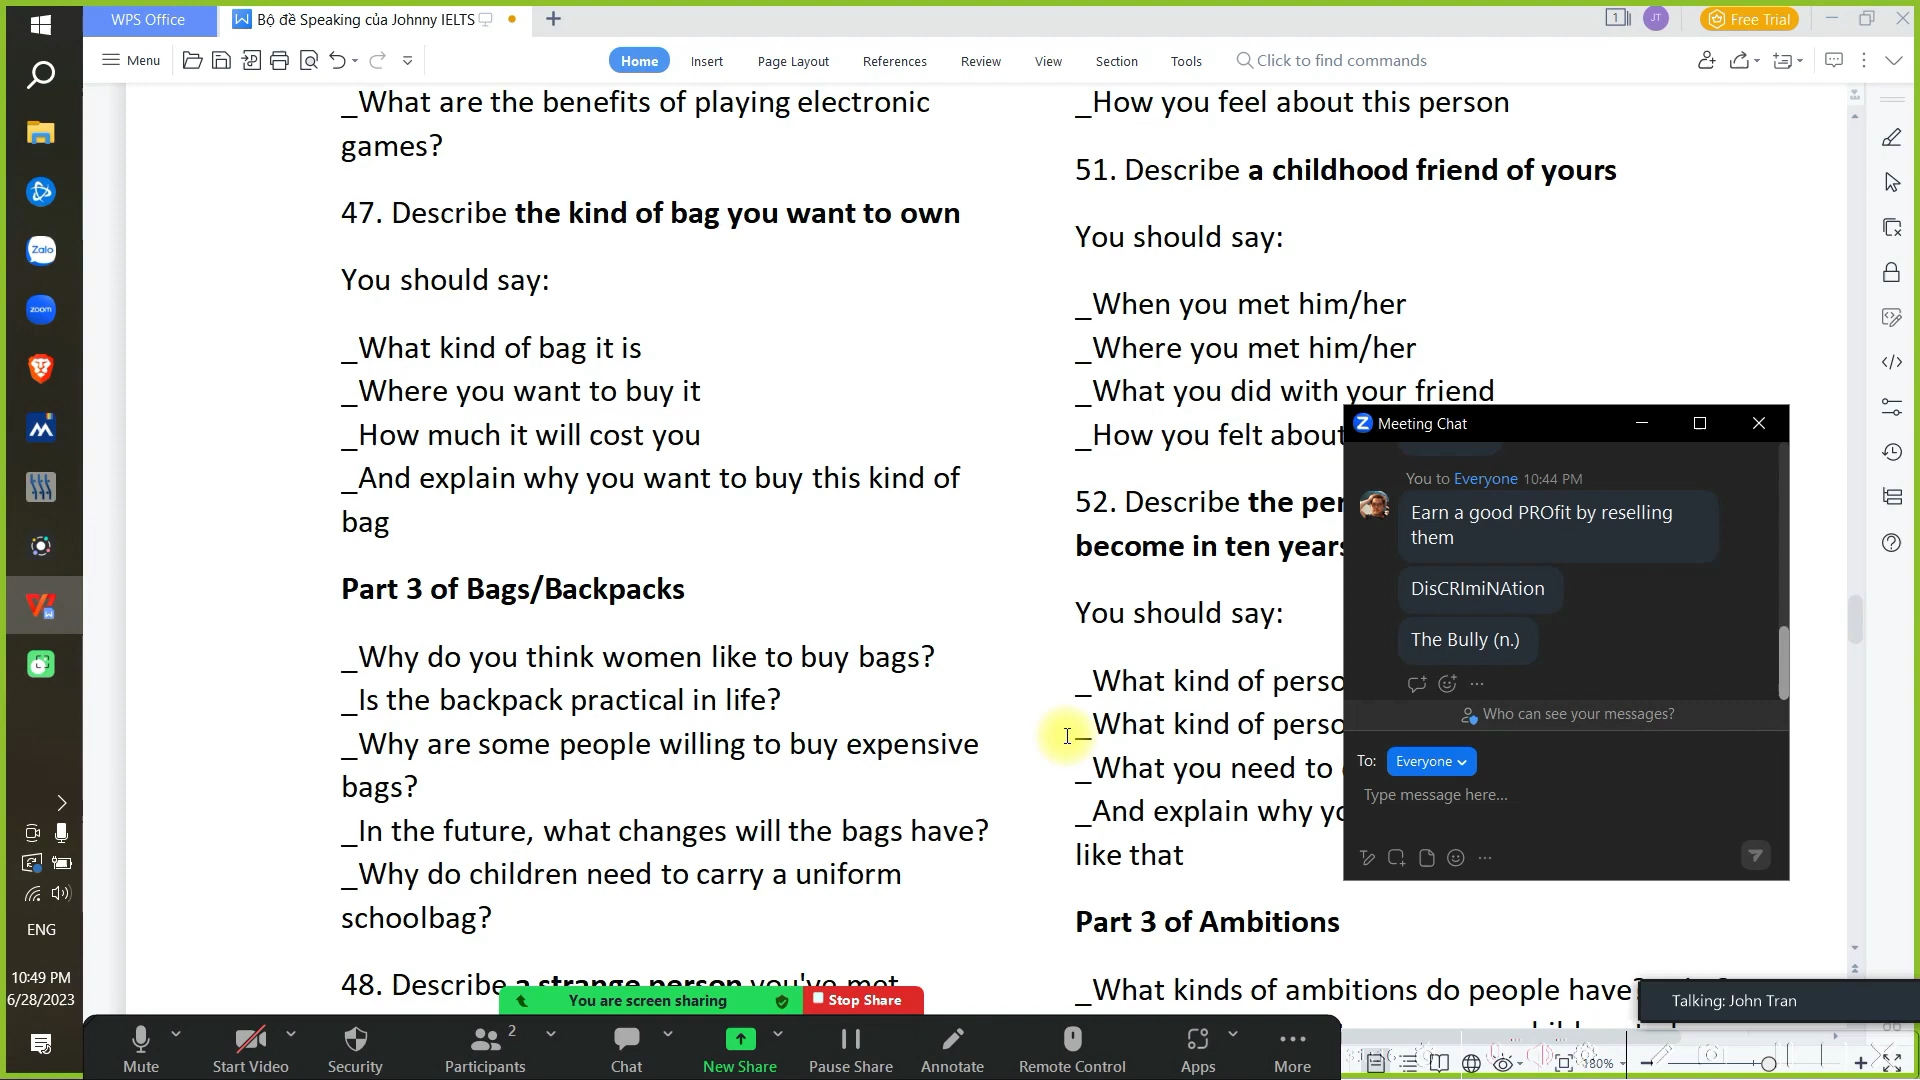 WPS Office
Bộ đề Speaking của Johnny IELTS
JT
Free Trial
Menu
Home
Insert
Page Layout
References
Review
View
Section
Tools
Click to find commands
_What are the benefits of playing electronic
games?
47. Describe the kind of bag you want to own
You should say:
_What kind of bag it is
_Where you want to buy it
_How much it will cost you
_And explain why you want to buy this kind of
bag
Part 3 of Bags/Backpacks
_Why do you think women like to buy bags?
_Is the backpack practical in life?
_Why are some people willing to buy expensive
bags?
_In the future, what changes will the bags have?
_Why do children need to carry a uniform
schoolbag?
48. Describe a strange person you've met
_How you feel about this person
51. Describe a childhood friend of yours
You should say:
_When you met him/her
_Where you met him/her
_What you did with your friend
_How you felt about
52. Describe the per
become in ten years
You should say:
_What kind of perso
_What kind of perso
_What you need to
_And explain why yo
like that
Part 3 of Ambitions
_What kinds of ambitions do people have?
Meeting Chat
You to Everyone 10:44 PM
Earn a good PROfit by reselling
them
DisCRImiNAtion
The Bully (n.)
Who can see your messages?
To: Everyone
Type message here...
Talking: John Tran
Zalo
zoom
ENG
10:49 PM
6/28/2023
You are screen sharing
Stop Share
Mute
Start Video
Security
Participants
2
Chat
New Share
Pause Share
Annotate
Remote Control
Apps
More
180%